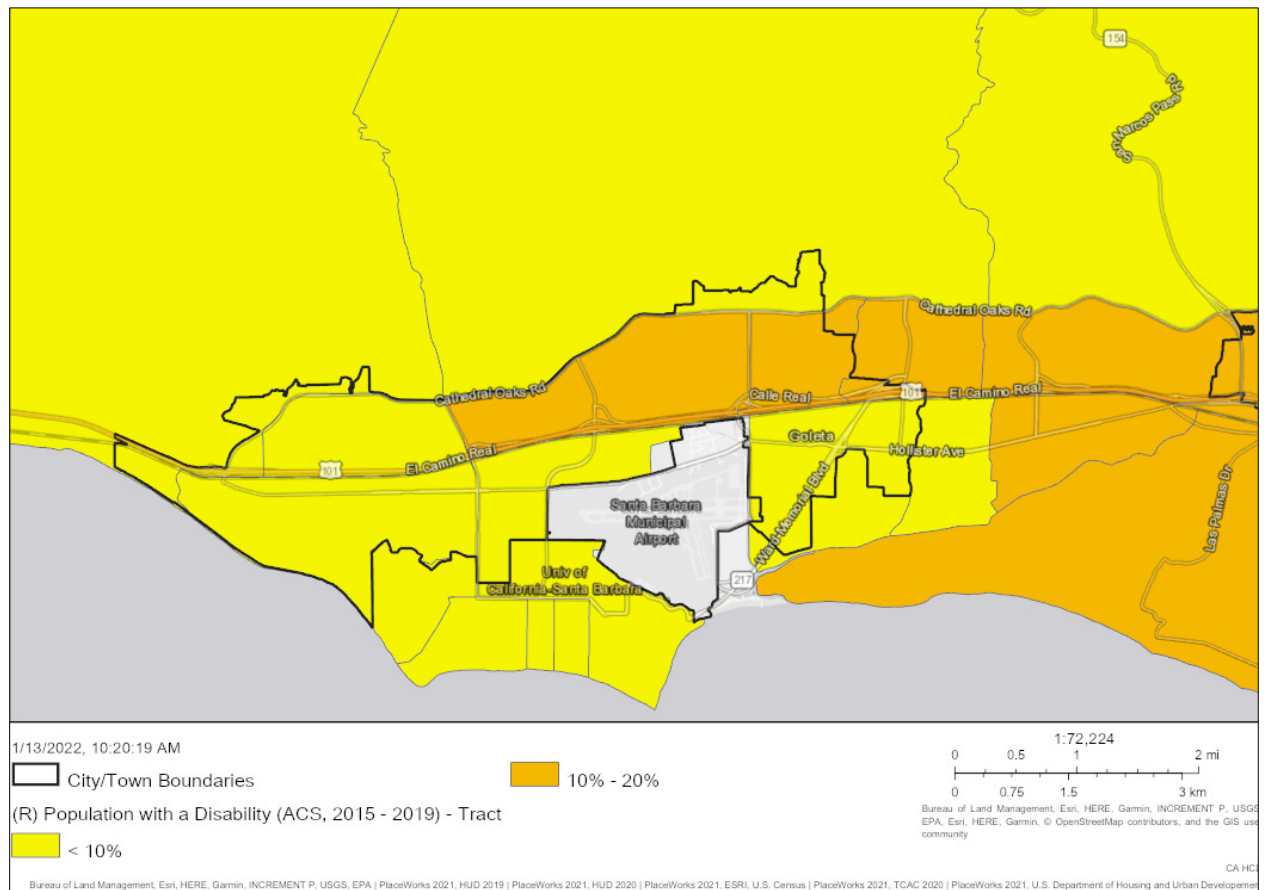 154
San Marcos Pass Rd
Cathedral Oaks Rd
Cathedral Oaks Rd
Calle Real
101
El Camino Real
Goleta
Hollister Ave
El Camino Real
101
Santa Barbara
Municipal
Airport
Ward-Memorial Blvd
Las Palmas Dr
Univ of
California-Santa Barbara
217
1/13/2022, 10:20:19 AM
City/Town Boundaries
(R) Population with a Disability (ACS, 2015 - 2019) - Tract
< 10%
10% - 20%
1:72,224
0 0.5 1 2 mi
0 0.75 1.5 3 km
Bureau of Land Management, Esri, HERE, Garmin, INCREMENT P, USGS
EPA, Esri, HERE, Garmin, © OpenStreetMap contributors, and the GIS use
community
CA HC
Bureau of Land Management, Esri, HERE, Garmin, INCREMENT P, USGS, EPA | PlaceWorks 2021, HUD 2019 | PlaceWorks 2021, HUD 2020 | PlaceWorks 2021, ESRI, U.S. Census | PlaceWorks 2021, TCAC 2020 | PlaceWorks 2021, U.S. Department of Housing and Urban Developme